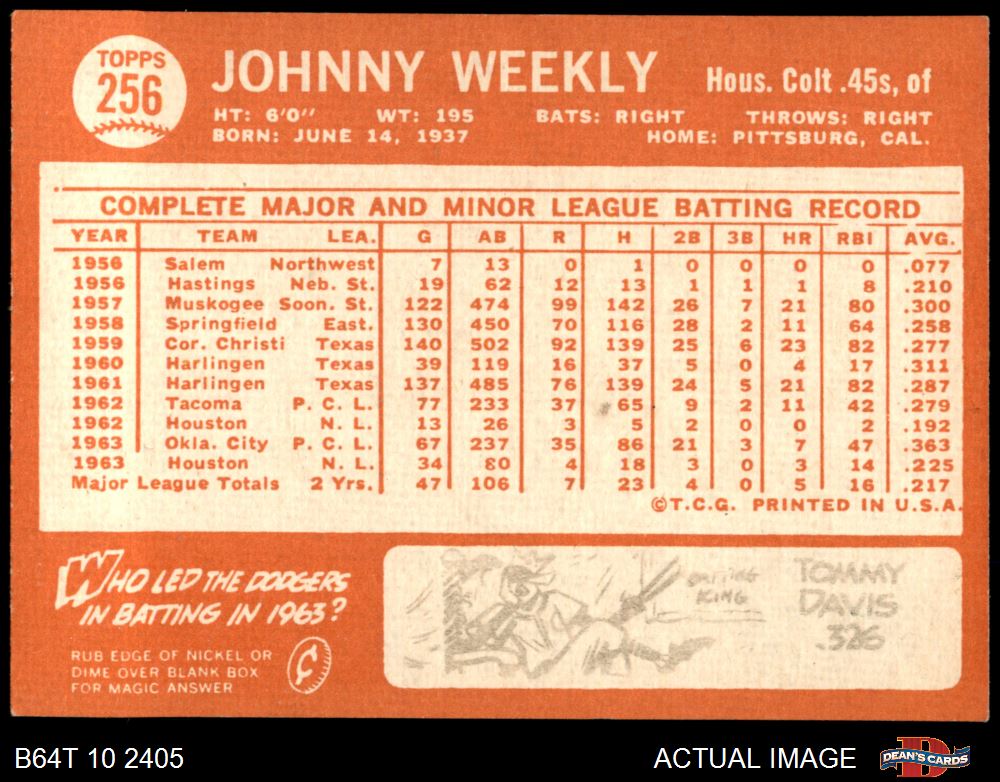 TOPPS
256
JOHNNY WEEKLY
Hous. Colt .45s, of
HT: 6'0" WT: 195 BATS: RIGHT THROWS: RIGHT
BORN: JUNE 14, 1937 HOME: PITTSBURG, CAL.
COMPLETE MAJOR AND MINOR LEAGUE BATTING RECORD
YEAR TEAM LEA. G AB R H 2B 3B HR RBI AVG.
1956 Salem Northwest 7 13 0 1 0 0 0 0 .077
1956 Hastings Neb. St. 19 62 12 13 1 1 1 8 .210
1957 Muskogee Soon. St. 122 474 99 142 26 7 21 80 .300
1958 Springfield East. 130 450 70 116 28 2 11 64 .258
1959 Cor. Christi Texas 140 502 92 139 25 6 23 82 .277
1960 Harlingen Texas 39 119 16 37 5 0 4 17 .311
1961 Harlingen Texas 137 485 76 139 24 5 21 82 .287
1962 Tacoma P. C. L. 77 233 37 65 9 2 11 42 .279
1962 Houston N. L. 13 26 3 5 2 0 0 2 .192
1963 Okla. City P. C. L. 67 237 35 86 21 3 7 47 .363
1963 Houston N. L. 34 80 4 18 3 0 3 14 .225
Major League Totals 2 Yrs. 47 106 7 23 4 0 5 16 .217
©T.C.G. PRINTED IN U.S.A.
WHO LED THE DODGERS
IN BATTING IN 1963?
RUB EDGE OF NICKEL OR
DIME OVER BLANK BOX
FOR MAGIC ANSWER
¢
BATTING
KING
TOMMY
DAVIS
.326
B64T 10 2405
ACTUAL IMAGE
DEAN'S CARDS